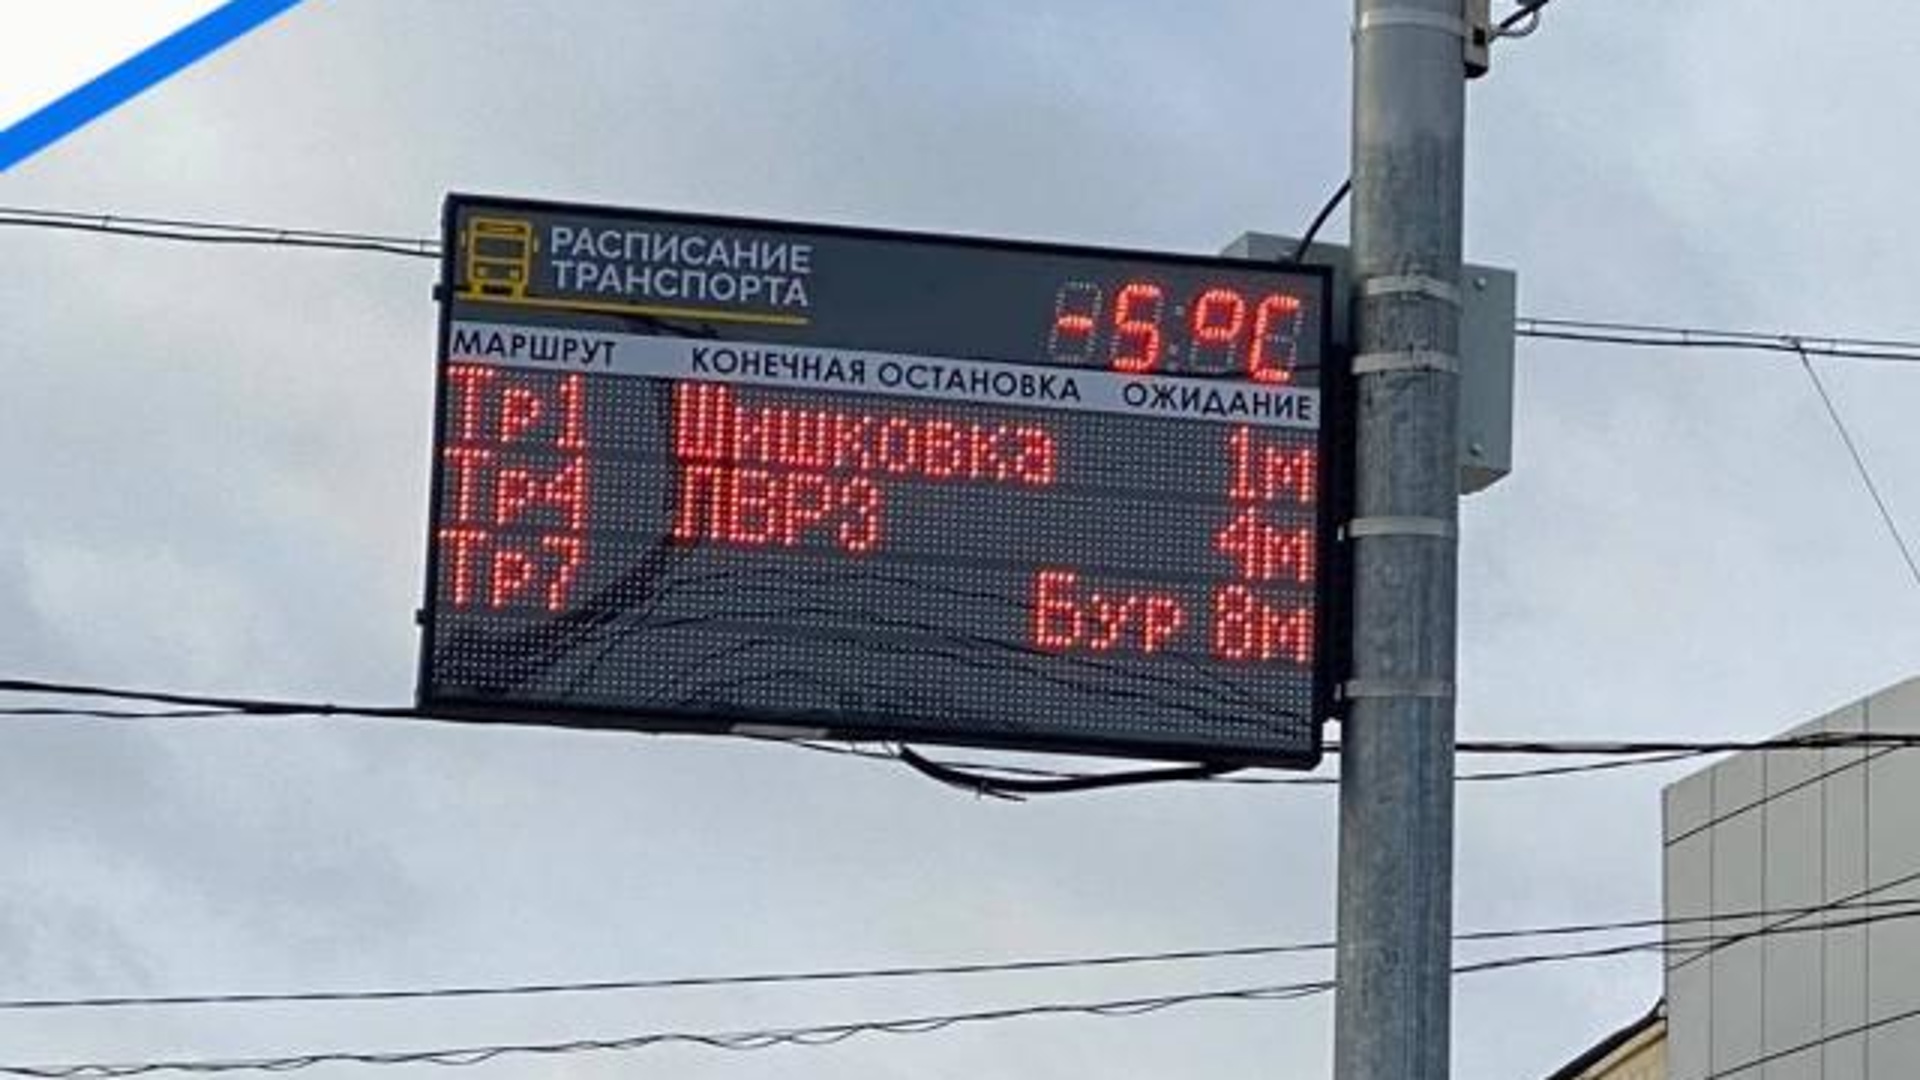 РАСПИСАНИЕ
ТРАНСПОРТА
-5°C
МАРШРУТ КОНЕЧНАЯ ОСТАНОВКА ОЖИДАНИЕ
Тр1 Шишковка 1м
Тр4 ЛВРЗ 4м
Тр7 Бур 8м